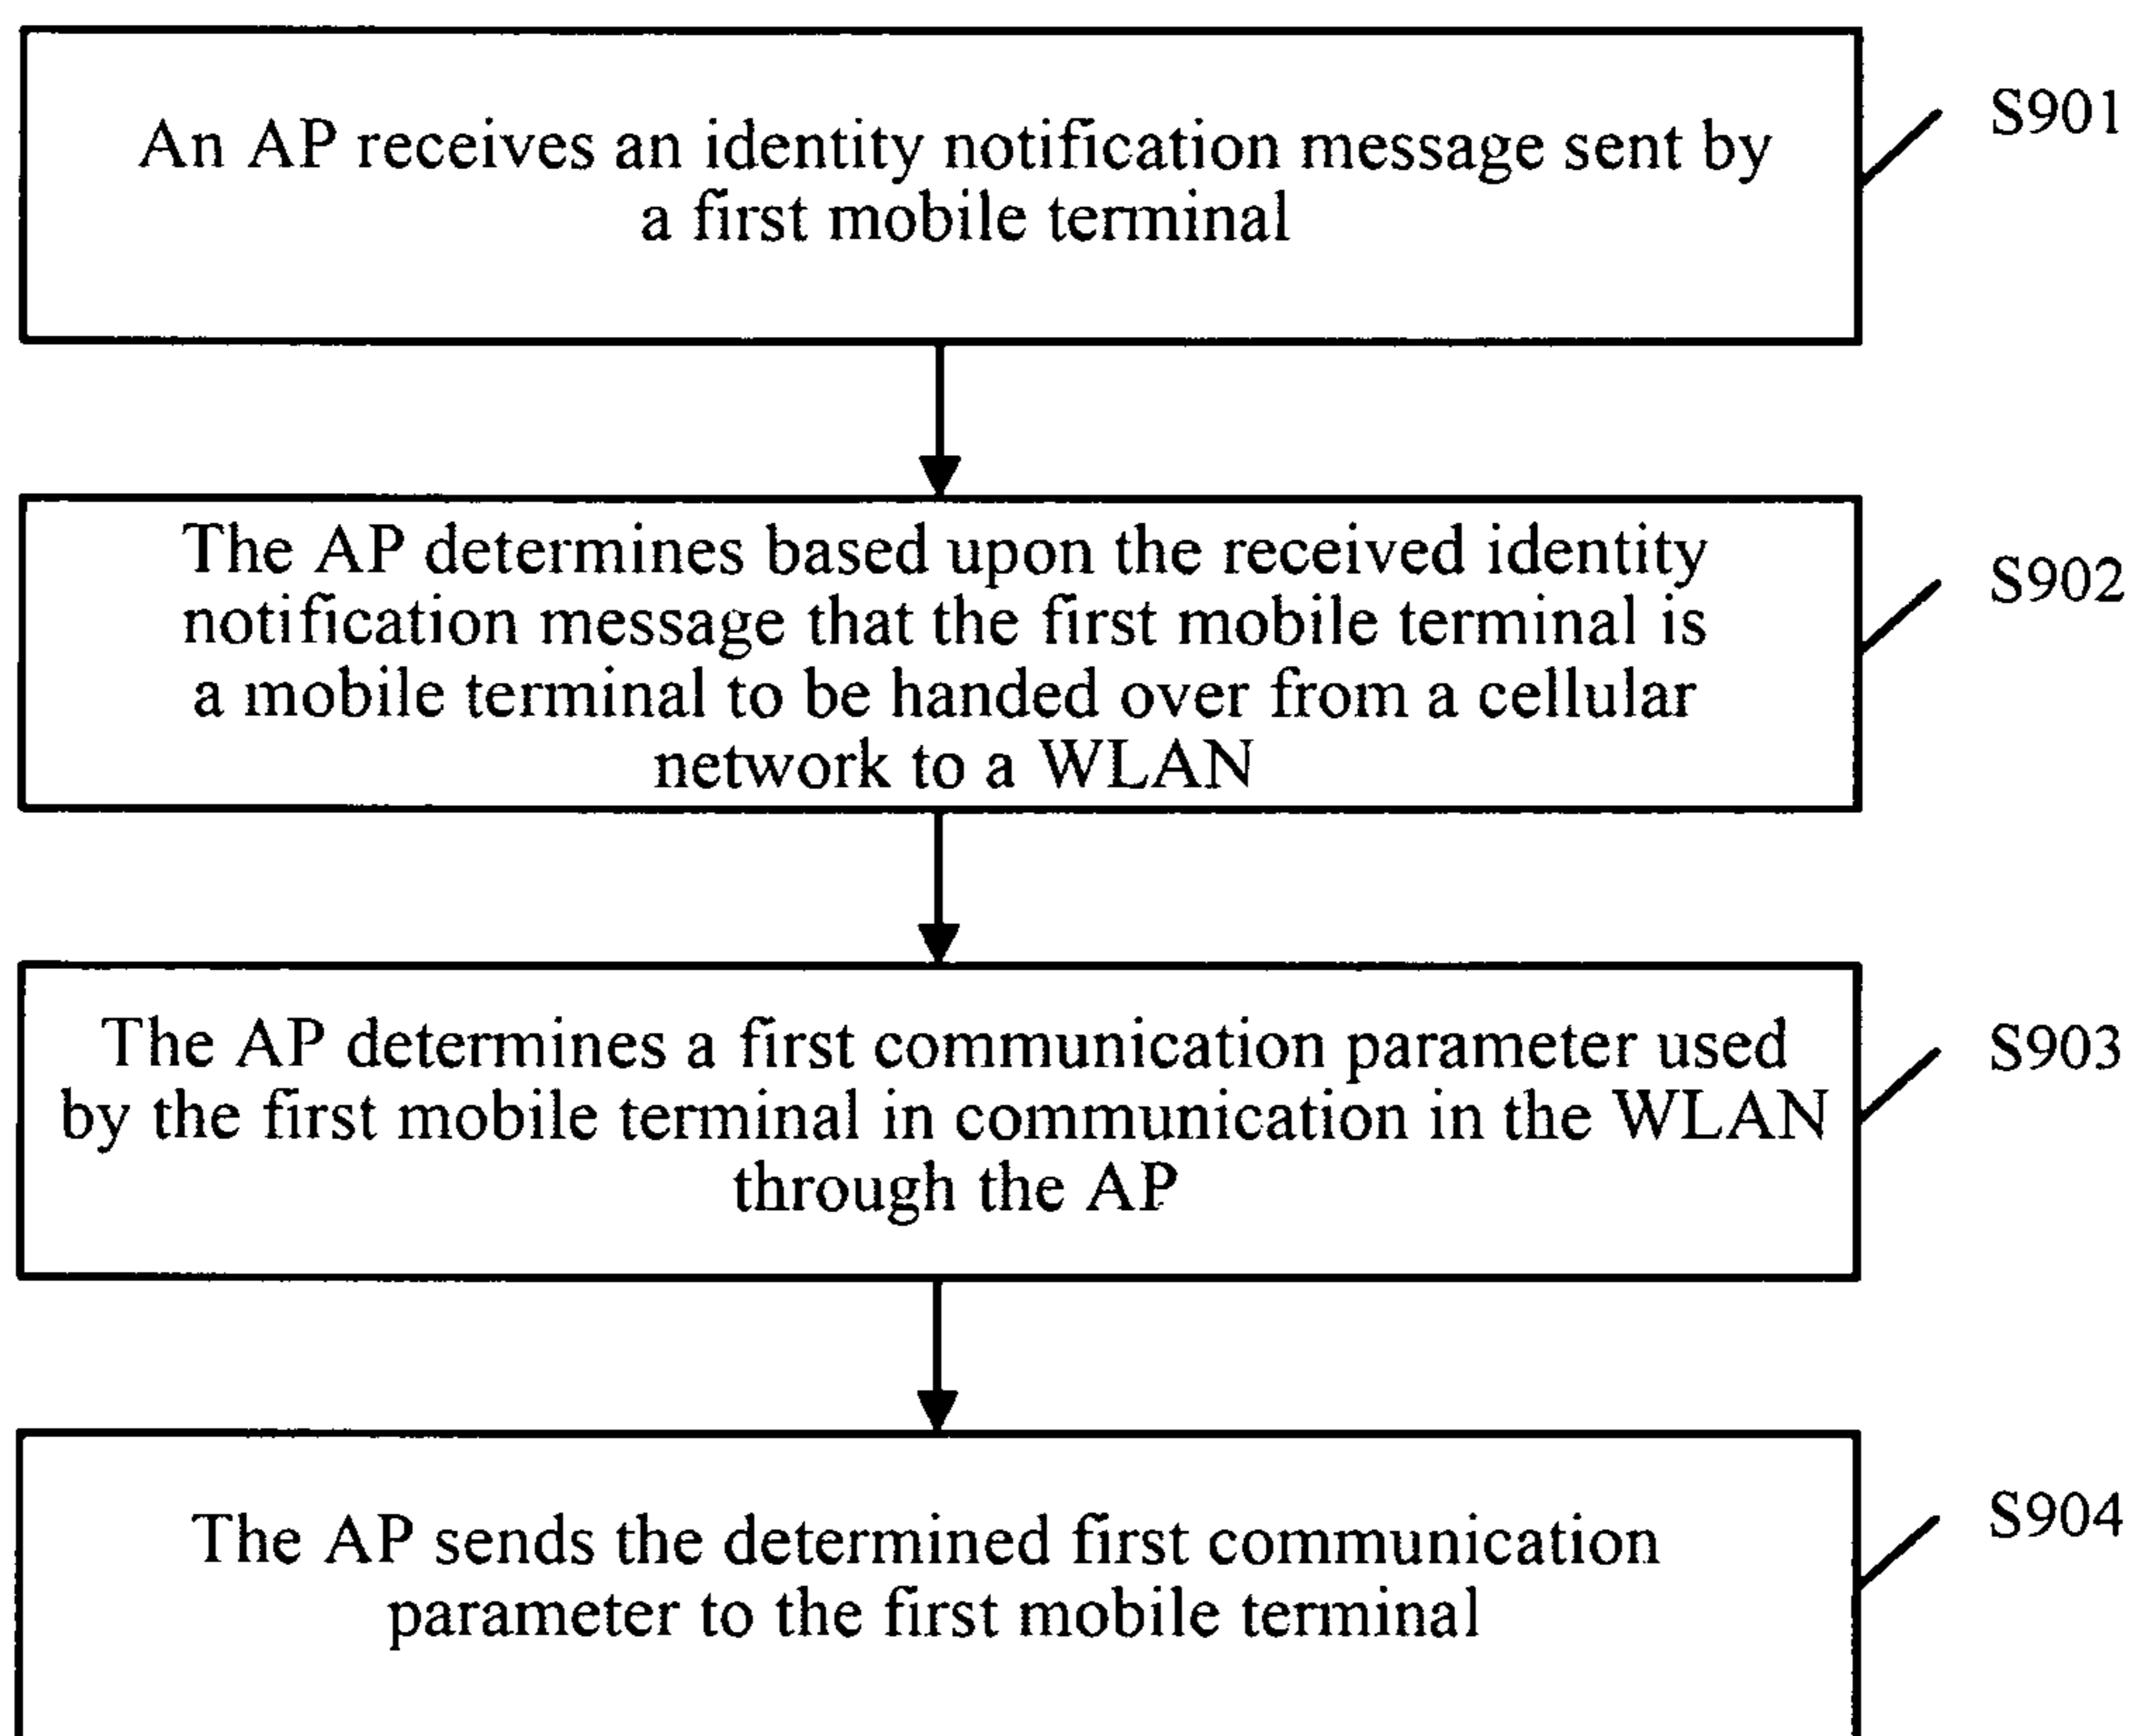 An AP receives an identity notification message sent by
a first mobile terminal
S901
The AP determines based upon the received identity
notification message that the first mobile terminal is
a mobile terminal to be handed over from a cellular
network to a WLAN
S902
The AP determines a first communication parameter used
by the first mobile terminal in communication in the WLAN
through the AP
S903
The AP sends the determined first communication
parameter to the first mobile terminal
S904